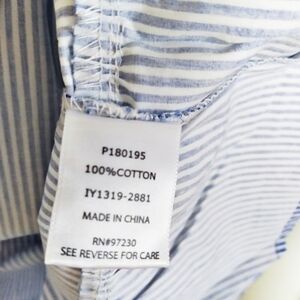 P180195
100%COTTON
IY1319-2881
MADE IN CHINA
RN#97230
SEE REVERSE FOR CARE